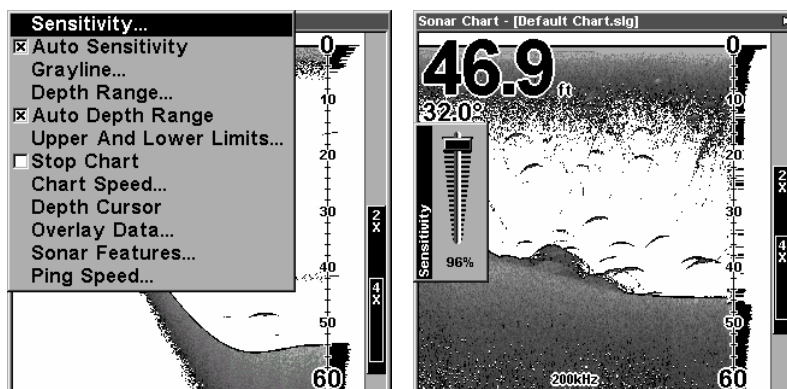 Sensitivity...
Auto Sensitivity
Grayline...
Depth Range...
Auto Depth Range
Upper And Lower Limits...
Stop Chart
Chart Speed...
Depth Cursor
Overlay Data...
Sonar Features...
Ping Speed...
0
10
20
30
40
50
60
2X
4X
Sonar Chart - [Default Chart.slg]
46.9 ft
32.0°
Sensitivity
96%
0
10
20
30
40
50
60
200kHz
2X
4X